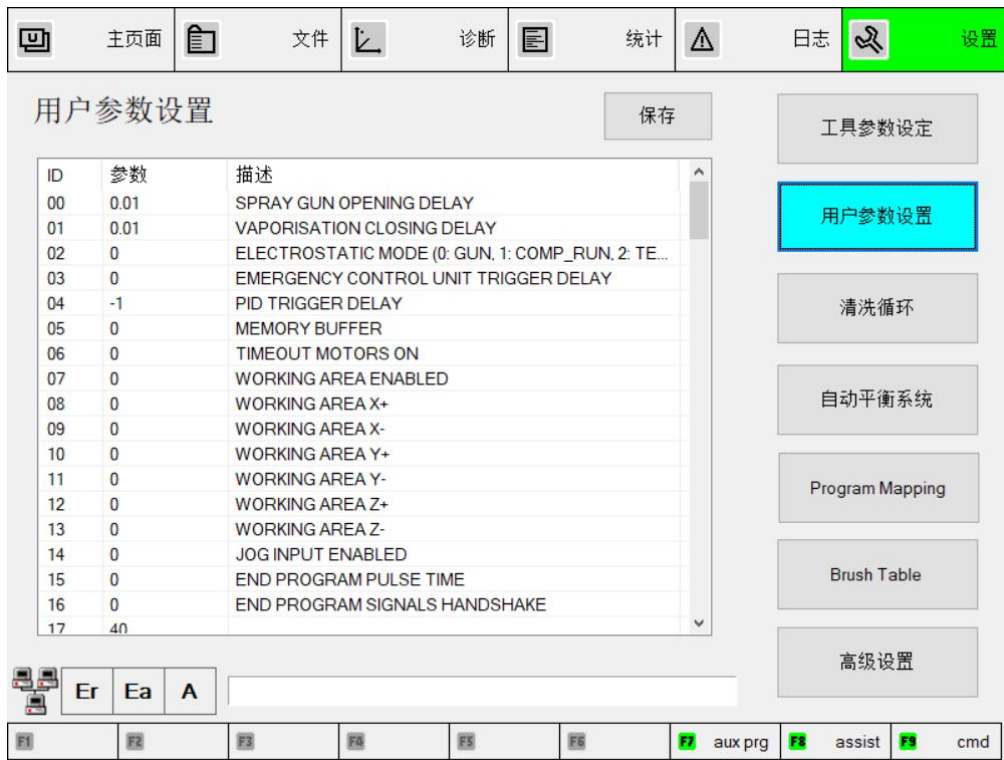 主页面 文件 诊断 统计 日志 设置
用户参数设置 保存
ID 参数 描述
00 0.01 SPRAY GUN OPENING DELAY
01 0.01 VAPORISATION CLOSING DELAY
02 0 ELECTROSTATIC MODE (0: GUN, 1: COMP_RUN, 2: TE...
03 0 EMERGENCY CONTROL UNIT TRIGGER DELAY
04 -1 PID TRIGGER DELAY
05 0 MEMORY BUFFER
06 0 TIMEOUT MOTORS ON
07 0 WORKING AREA ENABLED
08 0 WORKING AREA X+
09 0 WORKING AREA X-
10 0 WORKING AREA Y+
11 0 WORKING AREA Y-
12 0 WORKING AREA Z+
13 0 WORKING AREA Z-
14 0 JOG INPUT ENABLED
15 0 END PROGRAM PULSE TIME
16 0 END PROGRAM SIGNALS HANDSHAKE
17 40
工具参数设定
用户参数设置
清洗循环
自动平衡系统
Program Mapping
Brush Table
高级设置
Er Ea A
F1 F2 F3 F4 F5 F6 F7 aux prg F8 assist F9 cmd